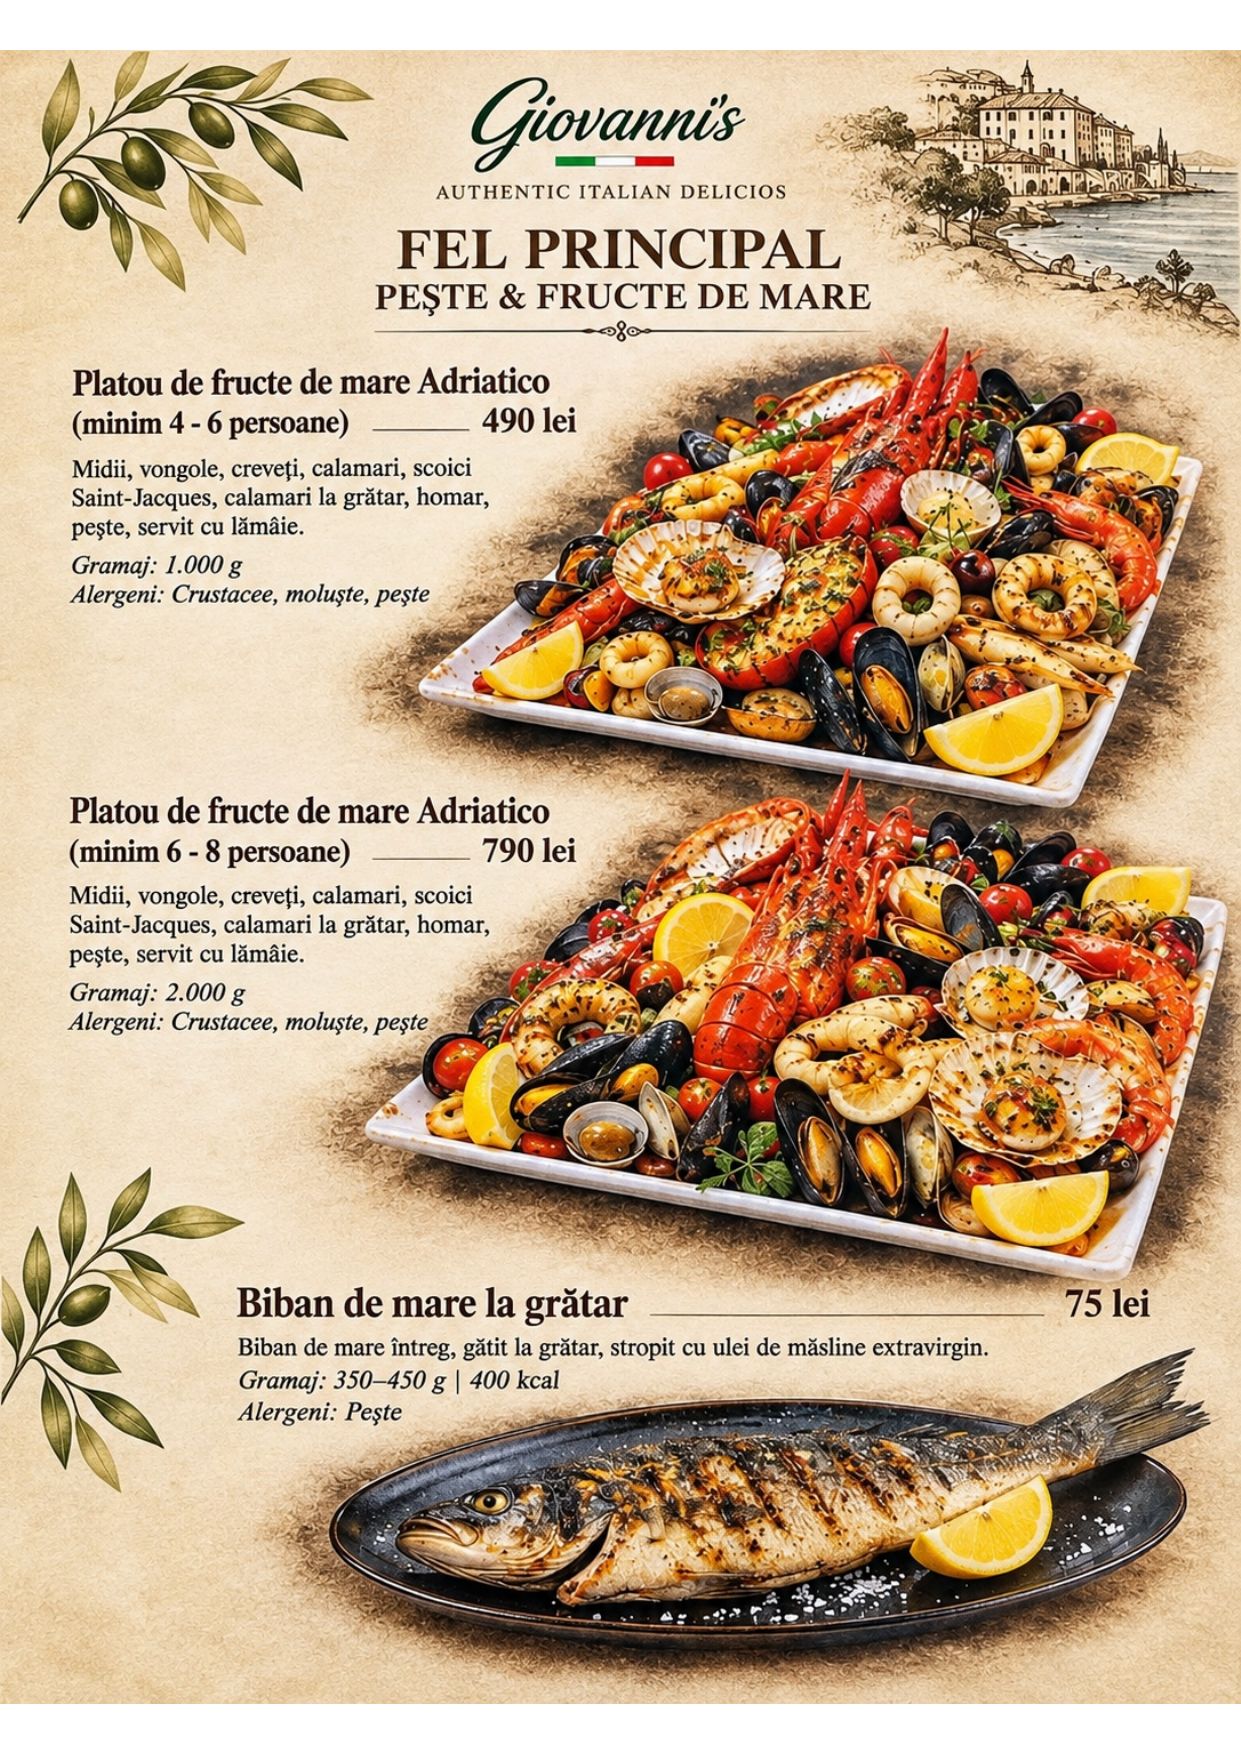 Giovanni's
AUTHENTIC ITALIAN DELICIOS
FEL PRINCIPAL
PEŞTE & FRUCTE DE MARE
Platou de fructe de mare Adriatico
(minim 4 - 6 persoane) 490 lei
Midii, vongole, creveţi, calamari, scoici
Saint-Jacques, calamari la grătar, homar,
peşte, servit cu lămâie.
Gramaj: 1.000 g
Alergeni: Crustacee, moluşte, peşte
Platou de fructe de mare Adriatico
(minim 6 - 8 persoane) 790 lei
Midii, vongole, creveţi, calamari, scoici
Saint-Jacques, calamari la grătar, homar,
peşte, servit cu lămâie.
Gramaj: 2.000 g
Alergeni: Crustacee, moluşte, peşte
Biban de mare la grătar 75 lei
Biban de mare întreg, gătit la grătar, stropit cu ulei de măsline extravirgin.
Gramaj: 350–450 g | 400 kcal
Alergeni: Peşte